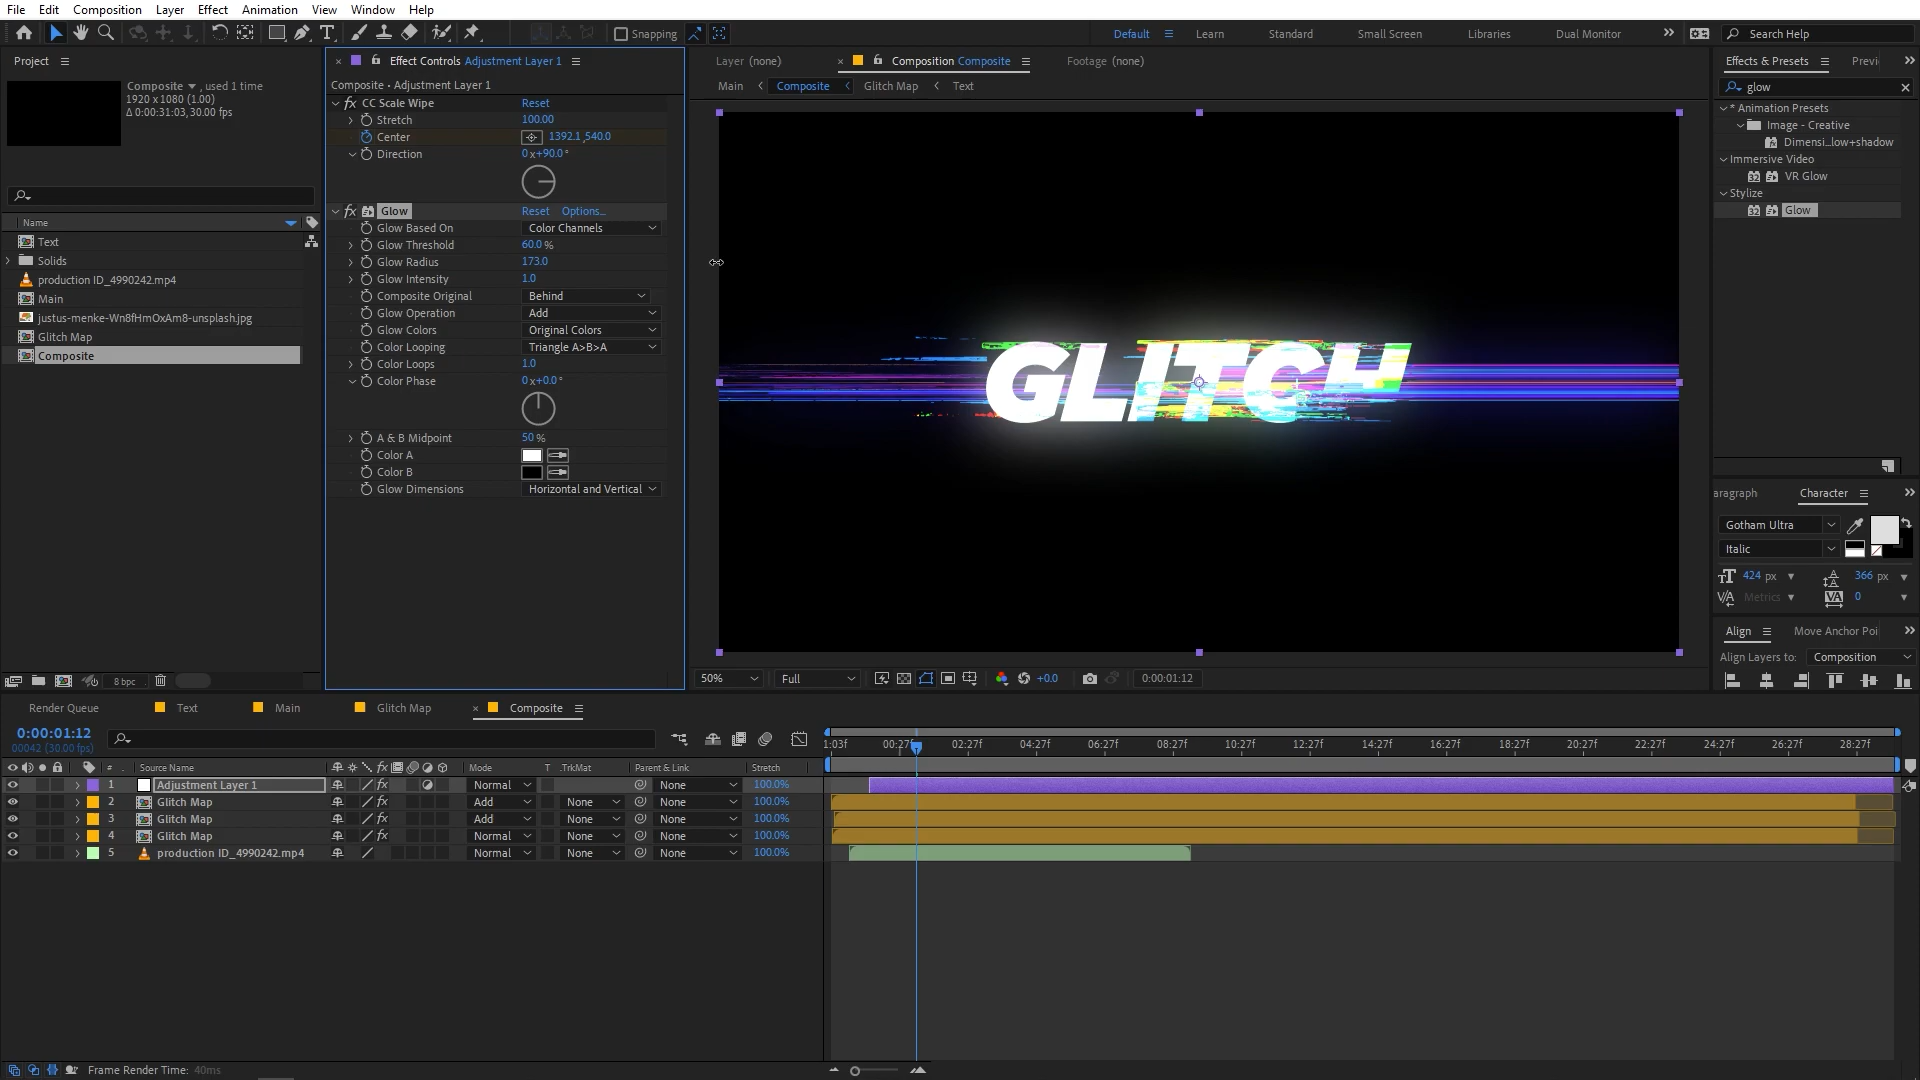 File Edit Composition Layer Effect Animation View Window Help
Snapping
Default Learn Standard Small Screen Libraries Dual Monitor Search Help
Project
Composite , used 1 time
1920 x 1080 (1.00)
Δ 0:00:31:03, 30.00 fps
Name
Text
Solids
production ID_4990242.mp4
Main
justus-menke-Wn8fHmOxAm8-unsplash.jpg
Glitch Map
Composite
8 bpc
Effect Controls Adjustment Layer 1
Composite • Adjustment Layer 1
fx CC Scale Wipe Reset
Stretch 100.00
Center 1392.1,540.0
Direction 0x+90.0°
fx Glow Reset Options...
Glow Based On Color Channels
Glow Threshold 60.0 %
Glow Radius 173.0
Glow Intensity 1.0
Composite Original Behind
Glow Operation Add
Glow Colors Original Colors
Color Looping Triangle A>B>A
Color Loops 1.0
Color Phase 0x+0.0°
A & B Midpoint 50 %
Color A
Color B
Glow Dimensions Horizontal and Vertical
Layer (none) Composition Composite Footage (none)
Main Composite Glitch Map Text
GLITCH
50% Full +0.0 0:00:01:12
Effects & Presets Previ
glow
* Animation Presets
Image - Creative
Dimensi...low+shadow
Immersive Video
32 VR Glow
Stylize
32 Glow
aragraph Character
Gotham Ultra
Italic
424 px 366 px
Metrics 0
Align Move Anchor Poi
Align Layers to: Composition
Render Queue Text Main Glitch Map Composite
0:00:01:12
00042 (30.00 fps)
1:03f 00:27f 02:27f 04:27f 06:27f 08:27f 10:27f 12:27f 14:27f 16:27f 18:27f 20:27f 22:27f 24:27f 26:27f 28:27f
# Source Name fx Mode T .TrkMat Parent & Link Stretch
1 Adjustment Layer 1 fx Normal None 100.0%
2 Glitch Map fx Add None None 100.0%
3 Glitch Map fx Add None None 100.0%
4 Glitch Map fx Normal None None 100.0%
5 production ID_4990242.mp4 Normal None None 100.0%
Frame Render Time: 40ms